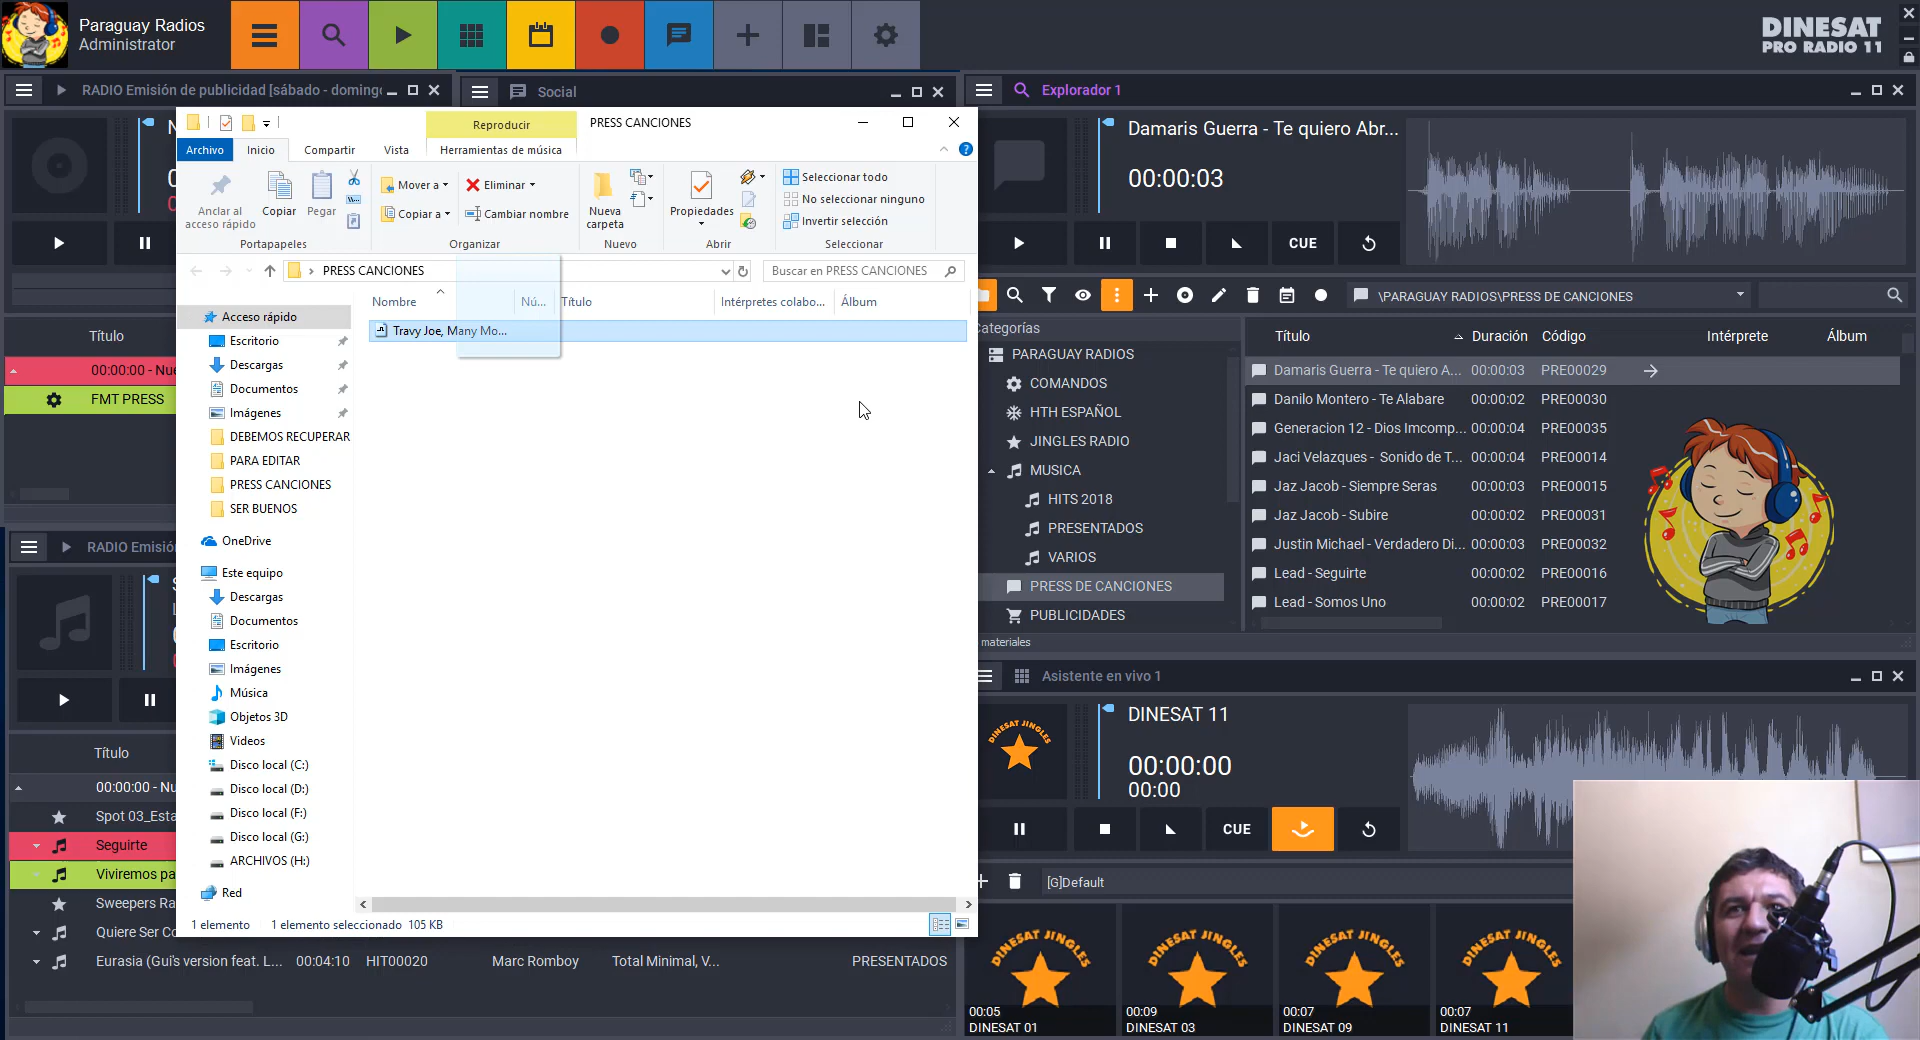 Paraguay Radios
Administrator
DINESAT
PRO RADIO 11
RADIO Emisión de publicidad [sábado - domingo
Social
Explorador 1
Reproducir
PRESS CANCIONES
Archivo
Inicio
Compartir
Vista
Herramientas de música
Mover a
Eliminar
Copiar a
Cambiar nombre
Anclar al
acceso rápido
Copiar
Pegar
Nueva
carpeta
Propiedades
Seleccionar todo
No seleccionar ninguno
Invertir selección
Portapapeles
Organizar
Nuevo
Abrir
Seleccionar
PRESS CANCIONES
Buscar en PRESS CANCIONES
Nombre
Nú...
Título
Intérpretes colabo...
Álbum
Travy Joe, Many Mo...
Acceso rápido
Escritorio
Descargas
Documentos
Imágenes
DEBEMOS RECUPERAR
PARA EDITAR
PRESS CANCIONES
SER BUENOS
OneDrive
Este equipo
Descargas
Documentos
Escritorio
Imágenes
Música
Objetos 3D
Videos
Disco local (C:)
Disco local (D:)
Disco local (F:)
Disco local (G:)
ARCHIVOS (H:)
Red
1 elemento
1 elemento seleccionado 105 KB
Título
00:00:00 - Nue
FMT PRESS
RADIO Emisió
Título
00:00:00 - Nu
Spot 03_Esta
Seguirte
Viviremos pa
Sweepers Ra
Quiere Ser Co
Eurasia (Gui's version feat. L... 00:04:10 HIT00020 Marc Romboy Total Minimal, V... PRESENTADOS
Damaris Guerra - Te quiero Abr...
00:00:03
CUE
\PARAGUAY RADIOS\PRESS DE CANCIONES
Categorías
PARAGUAY RADIOS
COMANDOS
HTH ESPAÑOL
JINGLES RADIO
MUSICA
HITS 2018
PRESENTADOS
VARIOS
PRESS DE CANCIONES
PUBLICIDADES
materiales
Título Duración Código Intérprete Álbum
Damaris Guerra - Te quiero A... 00:00:03 PRE00029
Danilo Montero - Te Alabare 00:00:02 PRE00030
Generacion 12 - Dios Imcomp... 00:00:04 PRE00035
Jaci Velazques - Sonido de T... 00:00:04 PRE00014
Jaz Jacob - Siempre Seras 00:00:03 PRE00015
Jaz Jacob - Subire 00:00:02 PRE00031
Justin Michael - Verdadero Di... 00:00:03 PRE00032
Lead - Seguirte 00:00:02 PRE00016
Lead - Somos Uno 00:00:02 PRE00017
Asistente en vivo 1
DINESAT JINGLES
DINESAT 11
00:00:00
00:00
CUE
[G]Default
DINESAT JINGLES
00:05
DINESAT 01
DINESAT JINGLES
00:09
DINESAT 03
DINESAT JINGLES
00:07
DINESAT 09
DINESAT JINGLES
00:07
DINESAT 11